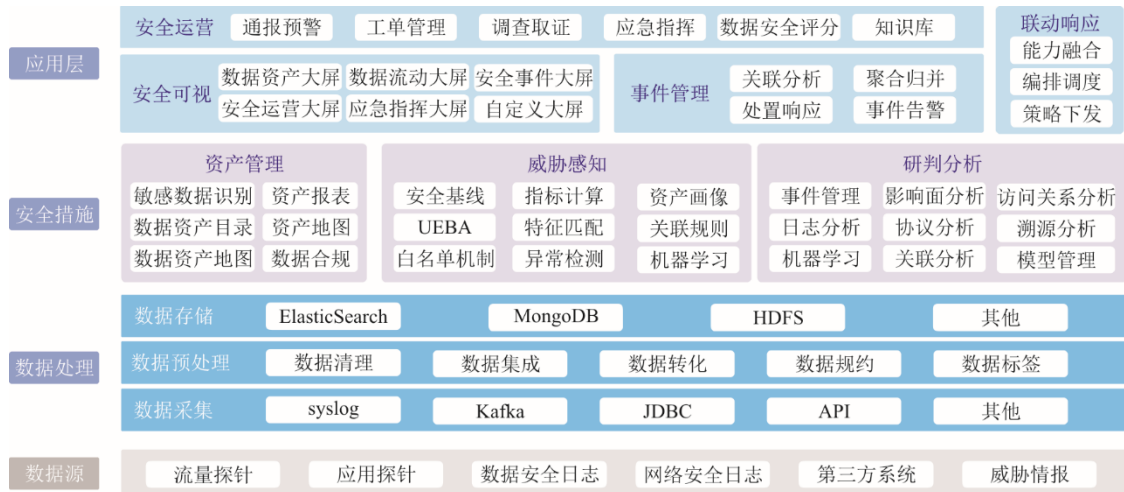 应用层
安全运营 通报预警 工单管理 调查取证 应急指挥 数据安全评分 知识库
安全可视 数据资产大屏 数据流动大屏 安全事件大屏
安全运营大屏 应急指挥大屏 自定义大屏
事件管理 关联分析 聚合归并
处置响应 事件告警
联动响应
能力融合
编排调度
策略下发
安全措施
资产管理
敏感数据识别 资产报表
数据资产目录 资产地图
数据资产地图 数据合规
威胁感知
安全基线 指标计算 资产画像
UEBA 特征匹配 关联规则
白名单机制 异常检测 机器学习
研判分析
事件管理 影响面分析 访问关系分析
日志分析 协议分析 溯源分析
机器学习 关联分析 模型管理
数据处理
数据存储 ElasticSearch MongoDB HDFS 其他
数据预处理 数据清理 数据集成 数据转化 数据规约 数据标签
数据采集 syslog Kafka JDBC API 其他
数据源
流量探针 应用探针 数据安全日志 网络安全日志 第三方系统 威胁情报